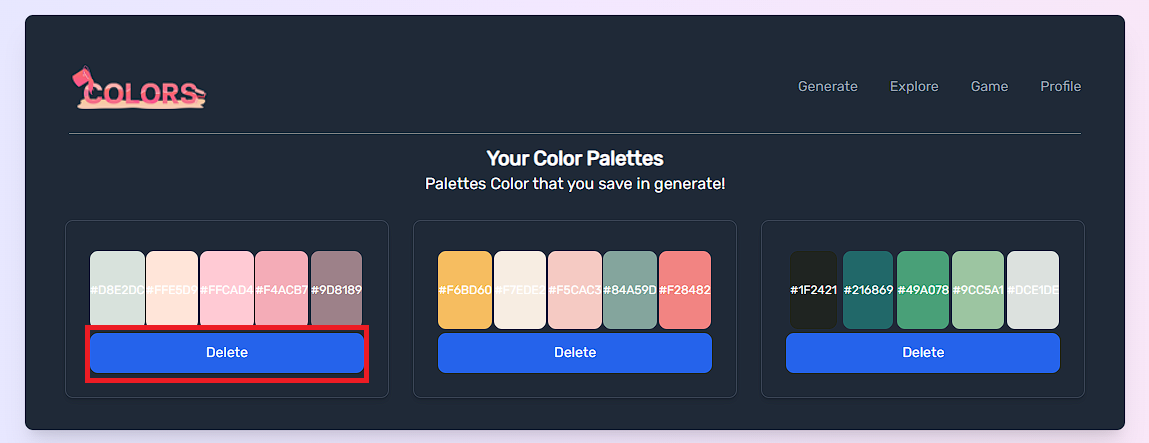 COLORS
Generate Explore Game Profile
Your Color Palettes
Palettes Color that you save in generate!
#D8E2DC #FFE5D9 #FFCAD4 #F4ACB7 #9D8189
Delete
#F6BD60 #F7EDE2 #F5CAC3 #84A59D #F28482
Delete
#1F2421 #216869 #49A078 #9CC5A1 #DCE1DE
Delete